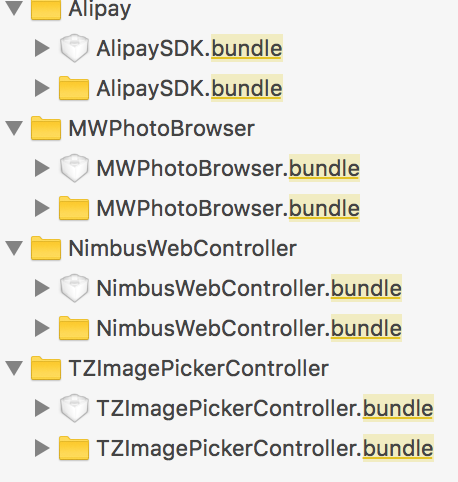 Alipay
AlipaySDK.bundle
AlipaySDK.bundle
MWPhotoBrowser
MWPhotoBrowser.bundle
MWPhotoBrowser.bundle
NimbusWebController
NimbusWebController.bundle
NimbusWebController.bundle
TZImagePickerController
TZImagePickerController.bundle
TZImagePickerController.bundle